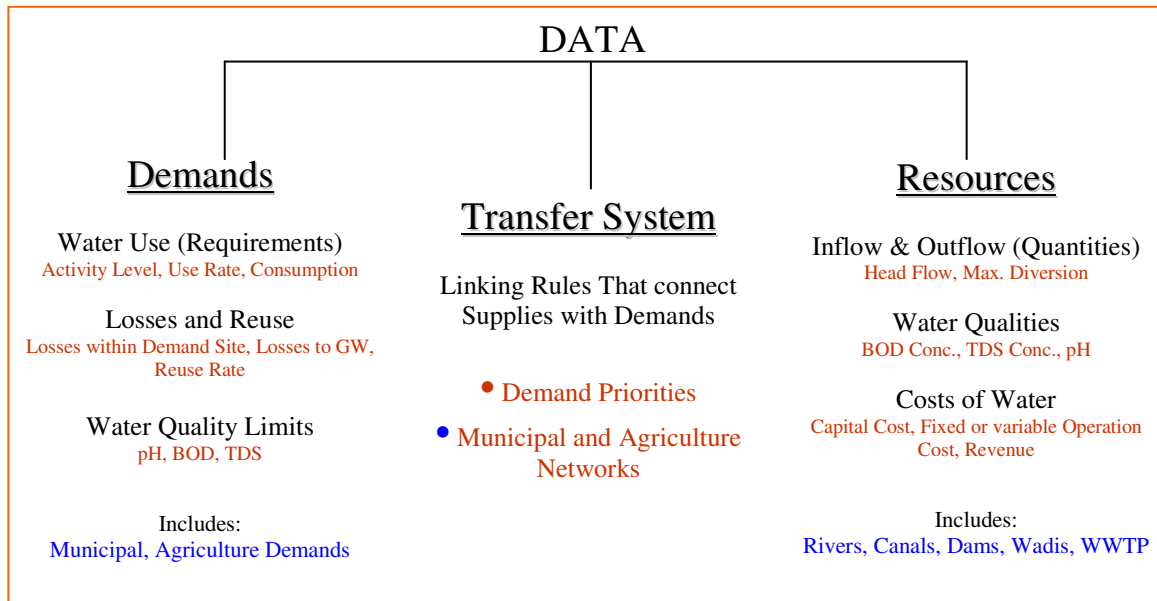 DATA
Demands
Water Use (Requirements)
Activity Level, Use Rate, Consumption
Losses and Reuse
Losses within Demand Site, Losses to GW,
Reuse Rate
Water Quality Limits
pH, BOD, TDS
Includes:
Municipal, Agriculture Demands
Transfer System
Linking Rules That connect
Supplies with Demands
• Demand Priorities
• Municipal and Agriculture
Networks
Resources
Inflow & Outflow (Quantities)
Head Flow, Max. Diversion
Water Qualities
BOD Conc., TDS Conc., pH
Costs of Water
Capital Cost, Fixed or variable Operation
Cost, Revenue
Includes:
Rivers, Canals, Dams, Wadis, WWTP